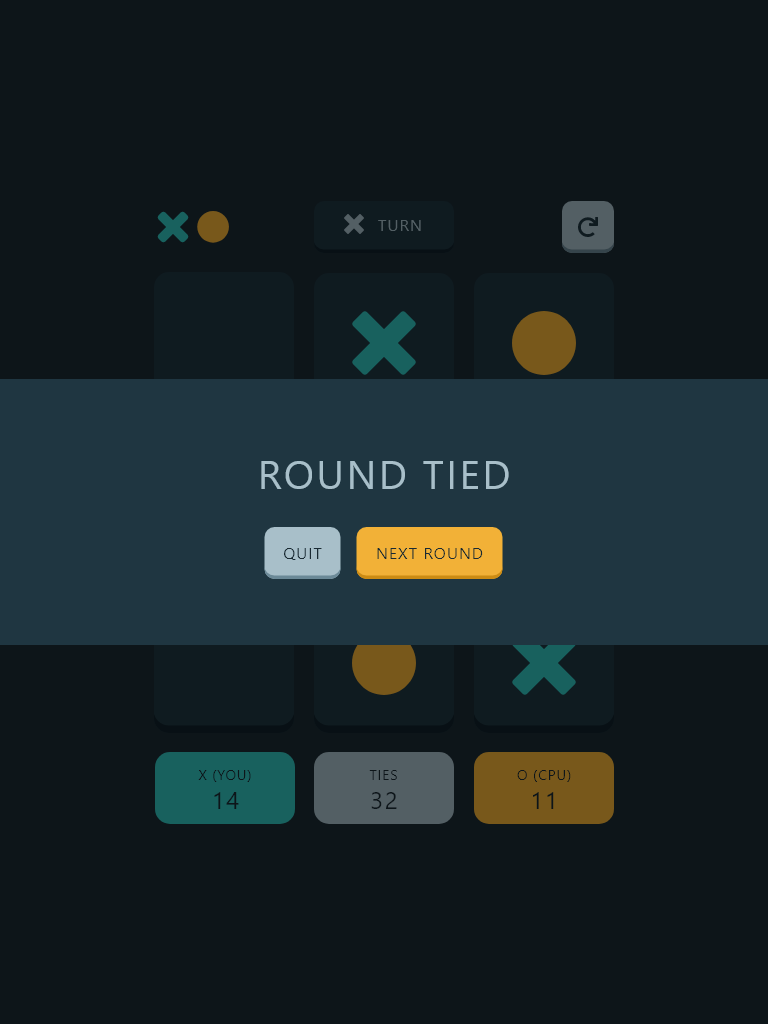 TURN
ROUND TIED
QUIT
NEXT ROUND
X (YOU)
14
TIES
32
O (CPU)
11